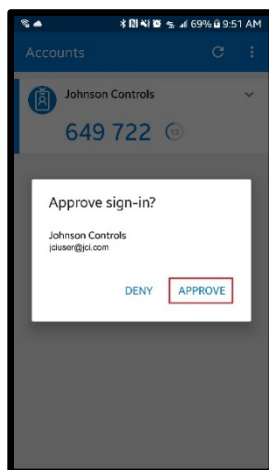 69% 9:51 AM
Accounts
Johnson Controls
649 722 13
Approve sign-in?
Johnson Controls
jciuser@jci.com
DENY APPROVE